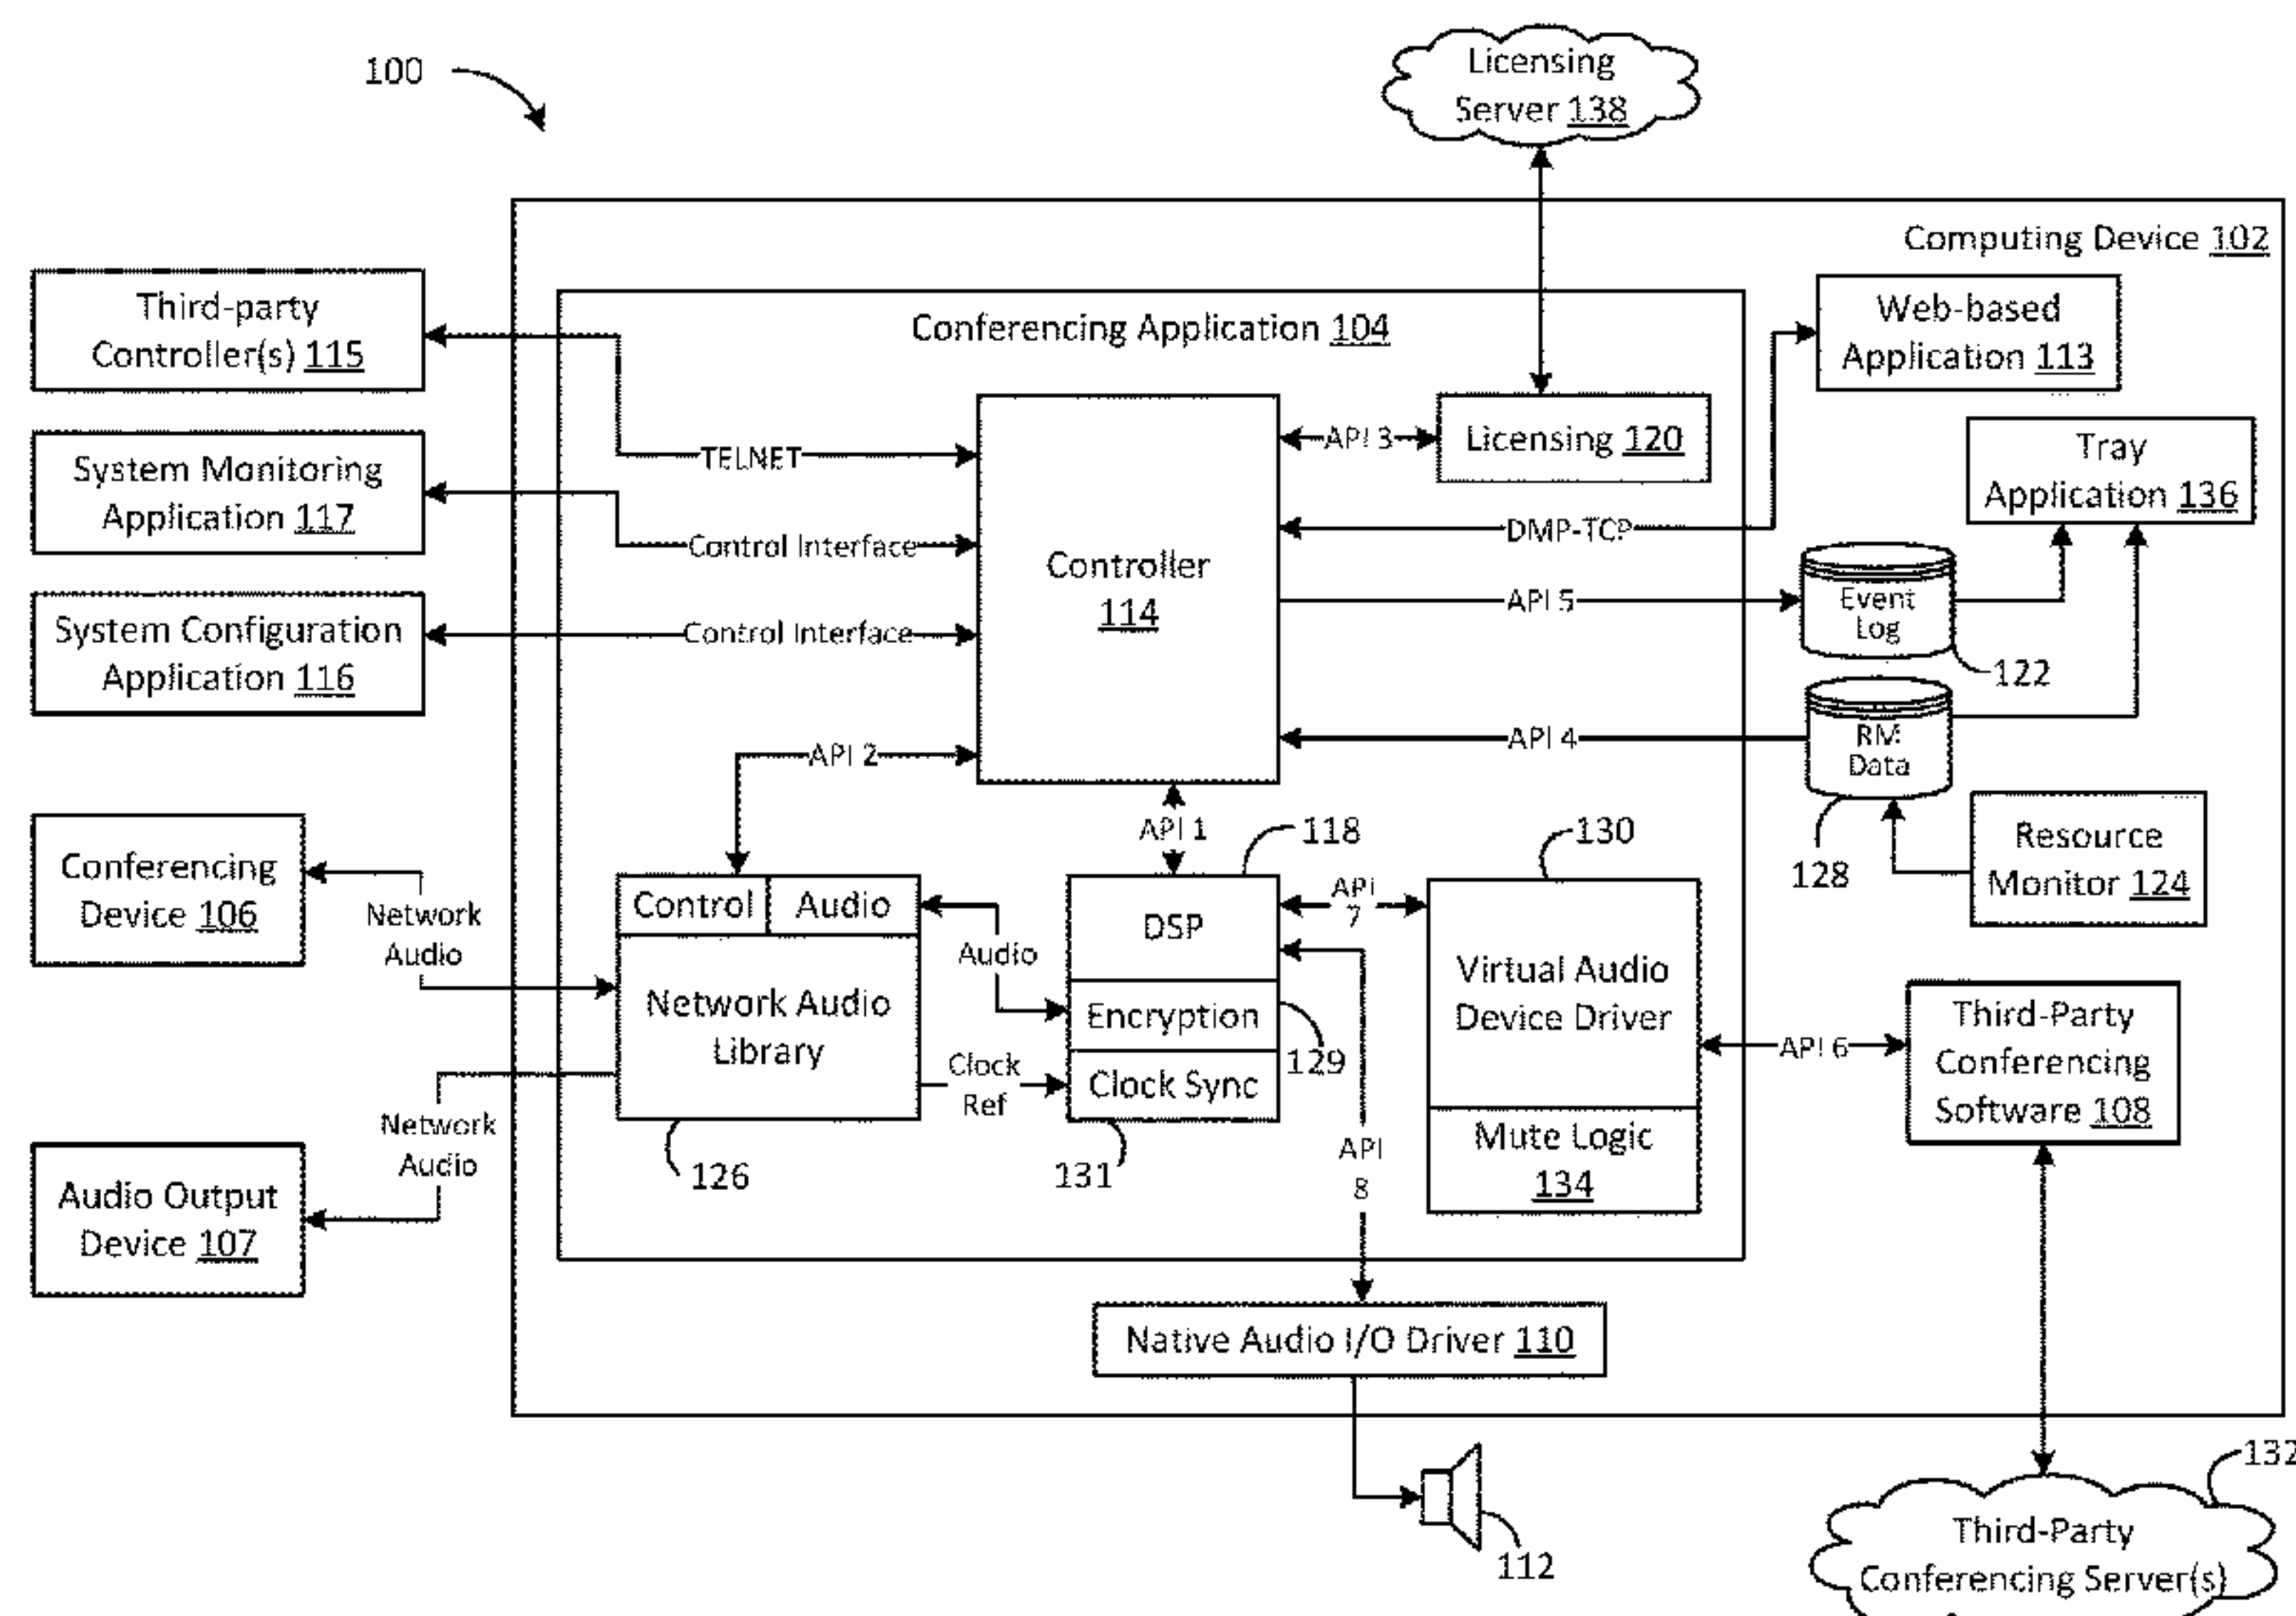 100
Licensing
Server 138
Computing Device 102
Third-party
Controller(s) 115
Conferencing Application 104
Web-based
Application 113
System Monitoring
Application 117
TELNET
API 3
Licensing 120
Tray
Application 136
Control Interface
DMP-TCP
Controller
114
System Configuration
Application 116
Control Interface
API 5
Event
Log
122
API 2
API 4
RM
Data
128
Resource
Monitor 124
API 1
118
130
Conferencing
Device 106
Network
Audio
Control
Audio
Network Audio
Library
126
Audio
Clock
Ref
DSP
Encryption
129
Clock Sync
131
API
7
Virtual Audio
Device Driver
Mute Logic
134
API 6
Third-Party
Conferencing
Software 108
Network
Audio
Audio Output
Device 107
API
8
Native Audio I/O Driver 110
112
132
Third-Party
Conferencing Server(s)